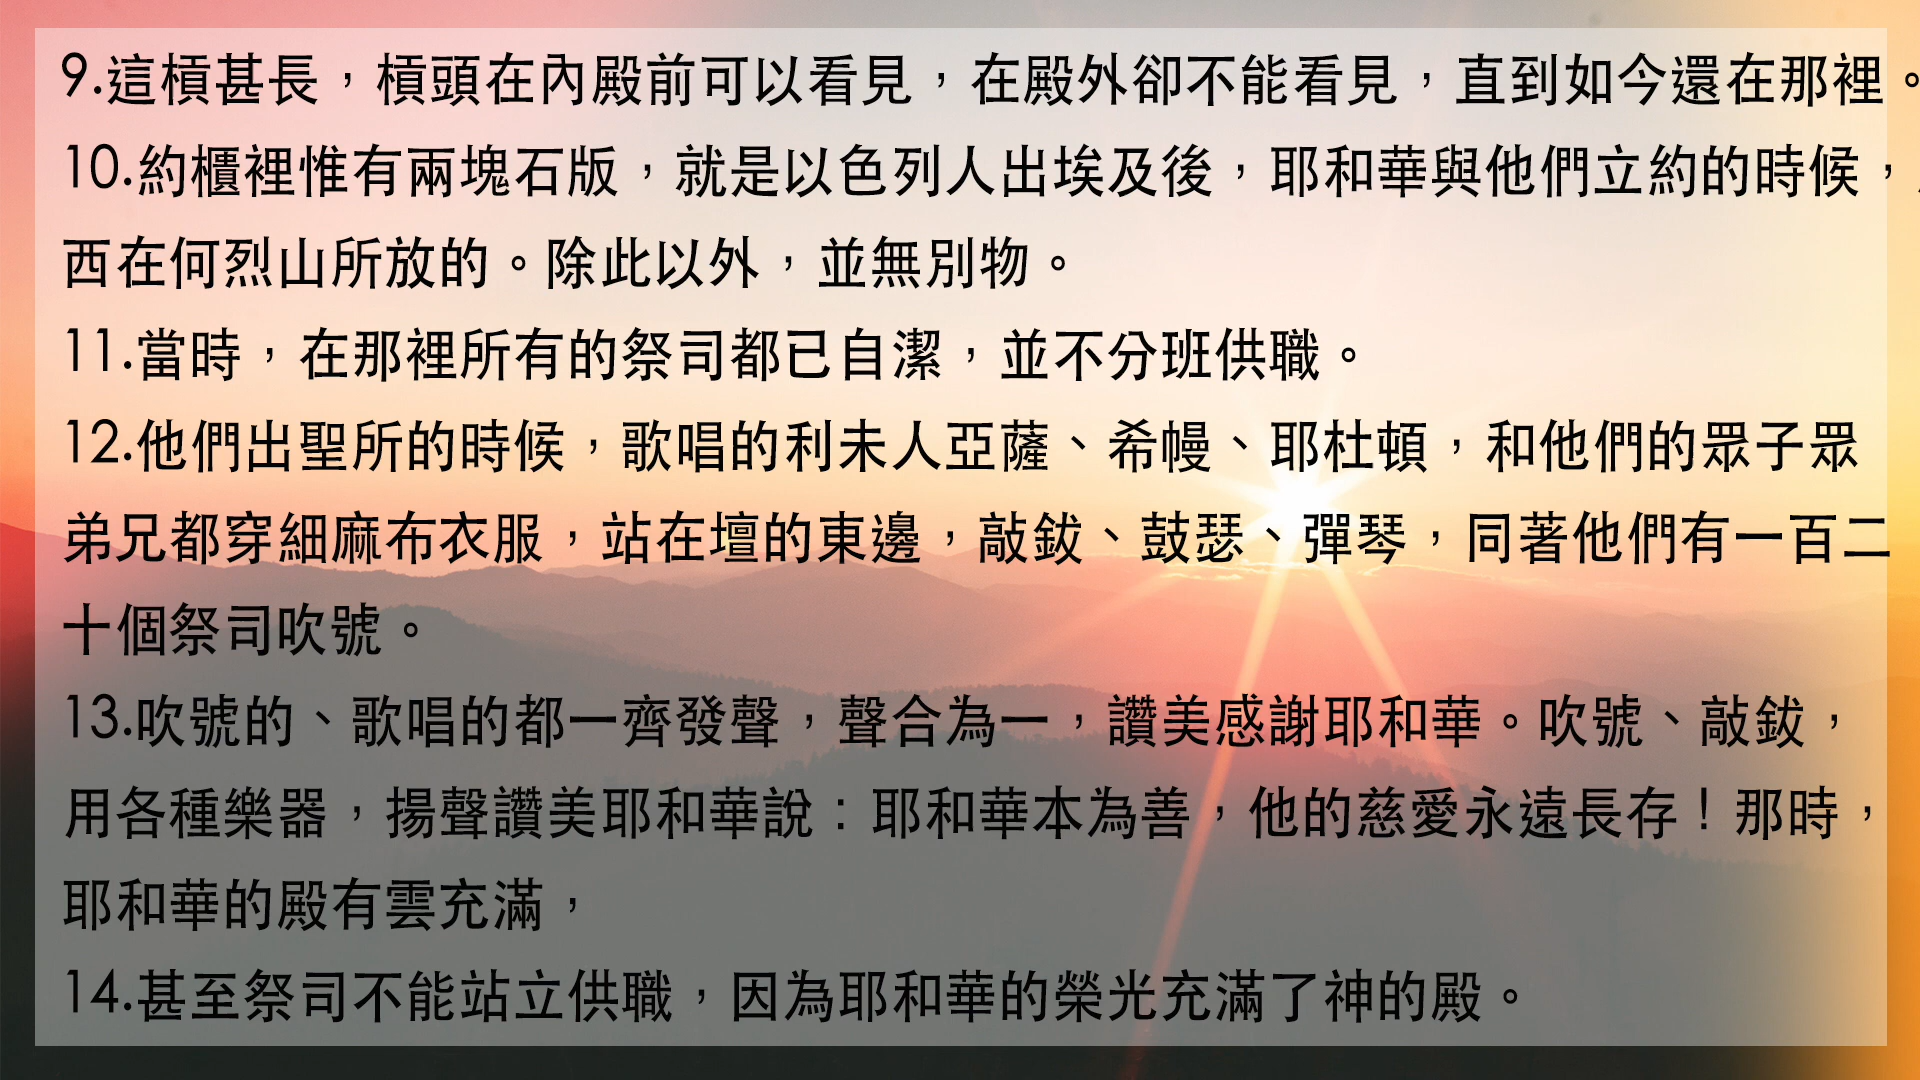 9.這槓甚長，槓頭在內殿前可以看見，在殿外卻不能看見，直到如今還在那裡。
10.約櫃裡惟有兩塊石版，就是以色列人出埃及後，耶和華與他們立約的時候，
西在何烈山所放的。除此以外，並無別物。
11.當時，在那裡所有的祭司都已自潔，並不分班供職。
12.他們出聖所的時候，歌唱的利未人亞薩、希幔、耶杜頓，和他們的眾子眾
弟兄都穿細麻布衣服，站在壇的東邊，敲鈸、鼓瑟、彈琴，同著他們有一百二
十個祭司吹號。
13.吹號的、歌唱的都一齊發聲，聲合為一，讚美感謝耶和華。吹號、敲鈸，
用各種樂器，揚聲讚美耶和華說：耶和華本為善，他的慈愛永遠長存！那時，
耶和華的殿有雲充滿，
14.甚至祭司不能站立供職，因為耶和華的榮光充滿了神的殿。